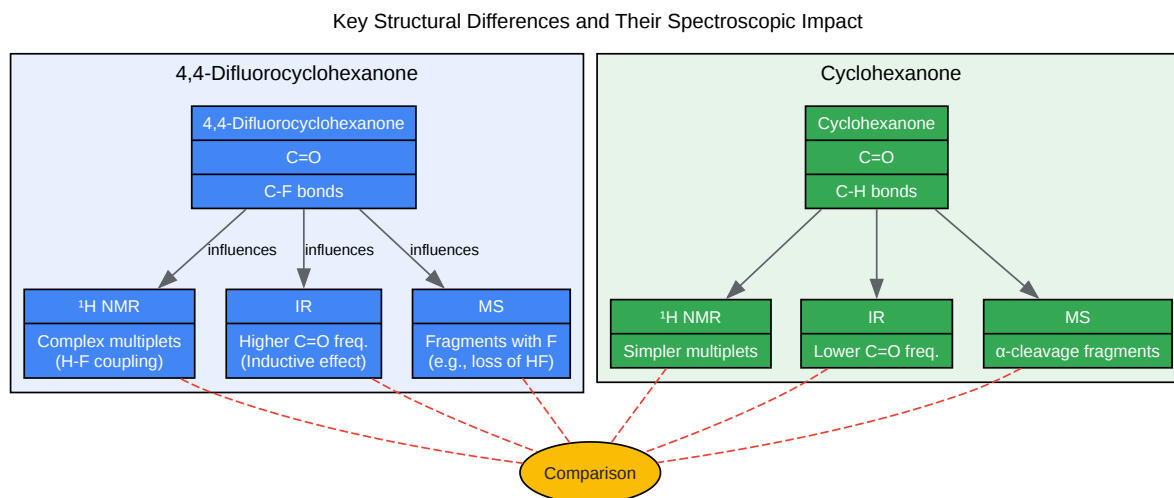 Key Structural Differences and Their Spectroscopic Impact
4,4-Difluorocyclohexanone
4,4-Difluorocyclohexanone
C=O
C-F bonds
influences
influences
influences
¹H NMR
Complex multiplets
(H-F coupling)
IR
Higher C=O freq.
(Inductive effect)
MS
Fragments with F
(e.g., loss of HF)
Cyclohexanone
Cyclohexanone
C=O
C-H bonds
¹H NMR
Simpler multiplets
IR
Lower C=O freq.
MS
α-cleavage fragments
Comparison